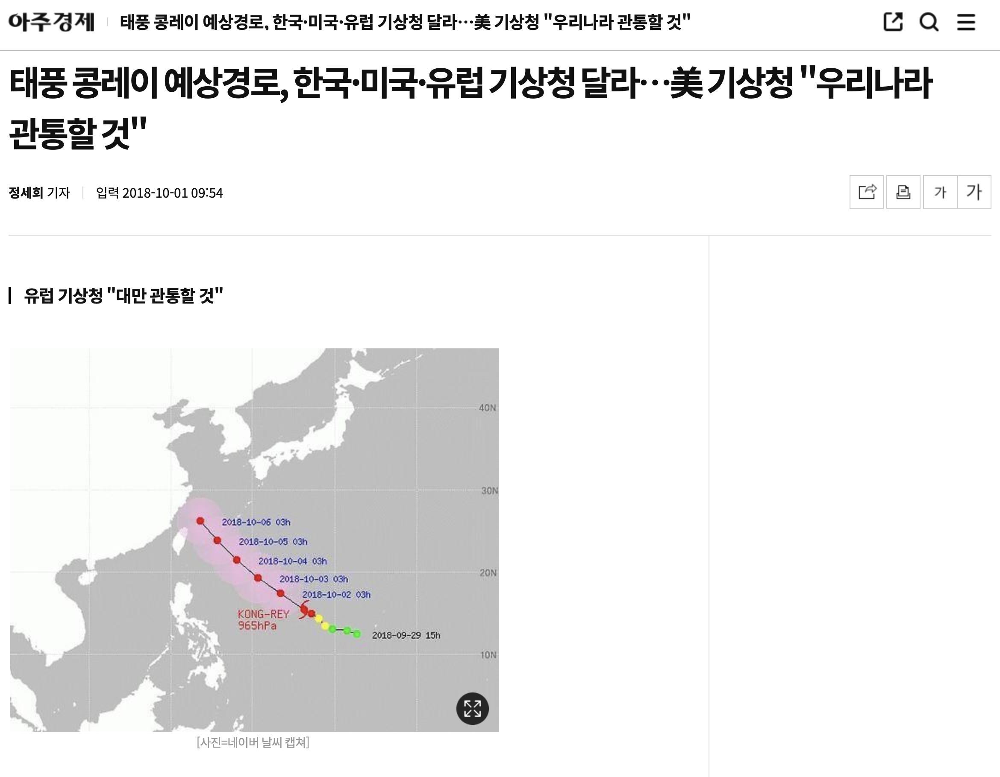 아주경제
태풍 콩레이 예상경로, 한국·미국·유럽 기상청 달라…美 기상청 "우리나라 관통할 것"
태풍 콩레이 예상경로, 한국·미국·유럽 기상청 달라…美 기상청 "우리나라
관통할 것"
정세희 기자
입력 2018-10-01 09:54
가 가
유럽 기상청 "대만 관통할 것"
40N
30N
2018-10-06 03h
2018-10-05 03h
2018-10-04 03h
20N
2018-10-03 03h
2018-10-02 03h
KONG-REY
965hPa
2018-09-29 15h
10N
[사진=네이버 날씨 캡쳐]